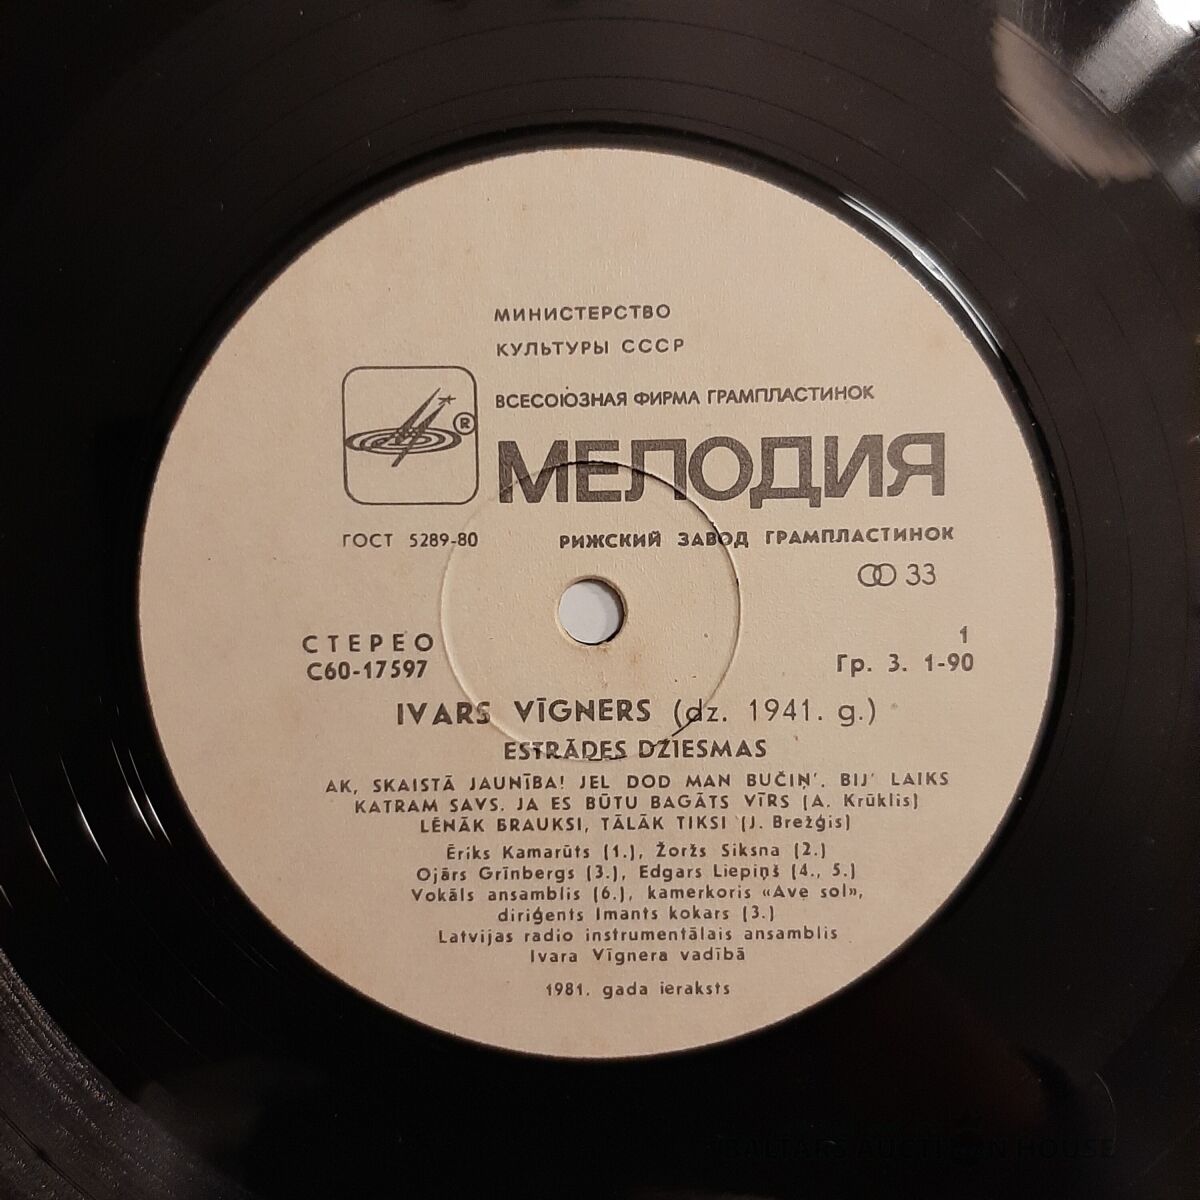 МИНИСТЕРСТВО
КУЛЬТУРЫ СССР
ВСЕСОЮЗНАЯ ФИРМА ГРАМПЛАСТИНОК
®
МЕЛОДИЯ
ГОСТ 5289-80
РИЖСКИЙ ЗАВОД ГРАМПЛАСТИНОК
33
СТЕРЕО
1
С60-17597
Гр. 3. 1-90
IVARS VĪGNERS (dz. 1941. g.)
ESTRĀDES DZIESMAS
AK, SKAISTĀ JAUNĪBA! JEL DOD MAN BUČIŅ'. BIJ' LAIKS
KATRAM SAVS. JA ES BŪTU BAGĀTS VĪRS (A. Krūklis)
LĒNĀK BRAUKSI, TĀLĀK TIKSI (J. Brežģis)
Ēriks Kamarūts (1.), Žoržs Siksna (2.)
Ojārs Grīnbergs (3.), Edgars Liepiņš (4., 5.)
Vokāls ansamblis (6.), kamerkoris «Ave sol»,
diriģents Imants kokars (3.)
Latvijas radio instrumentālais ansamblis
Ivara Vīgnera vadībā
1981. gada ieraksts
BALTARS AUCTION HOUSE